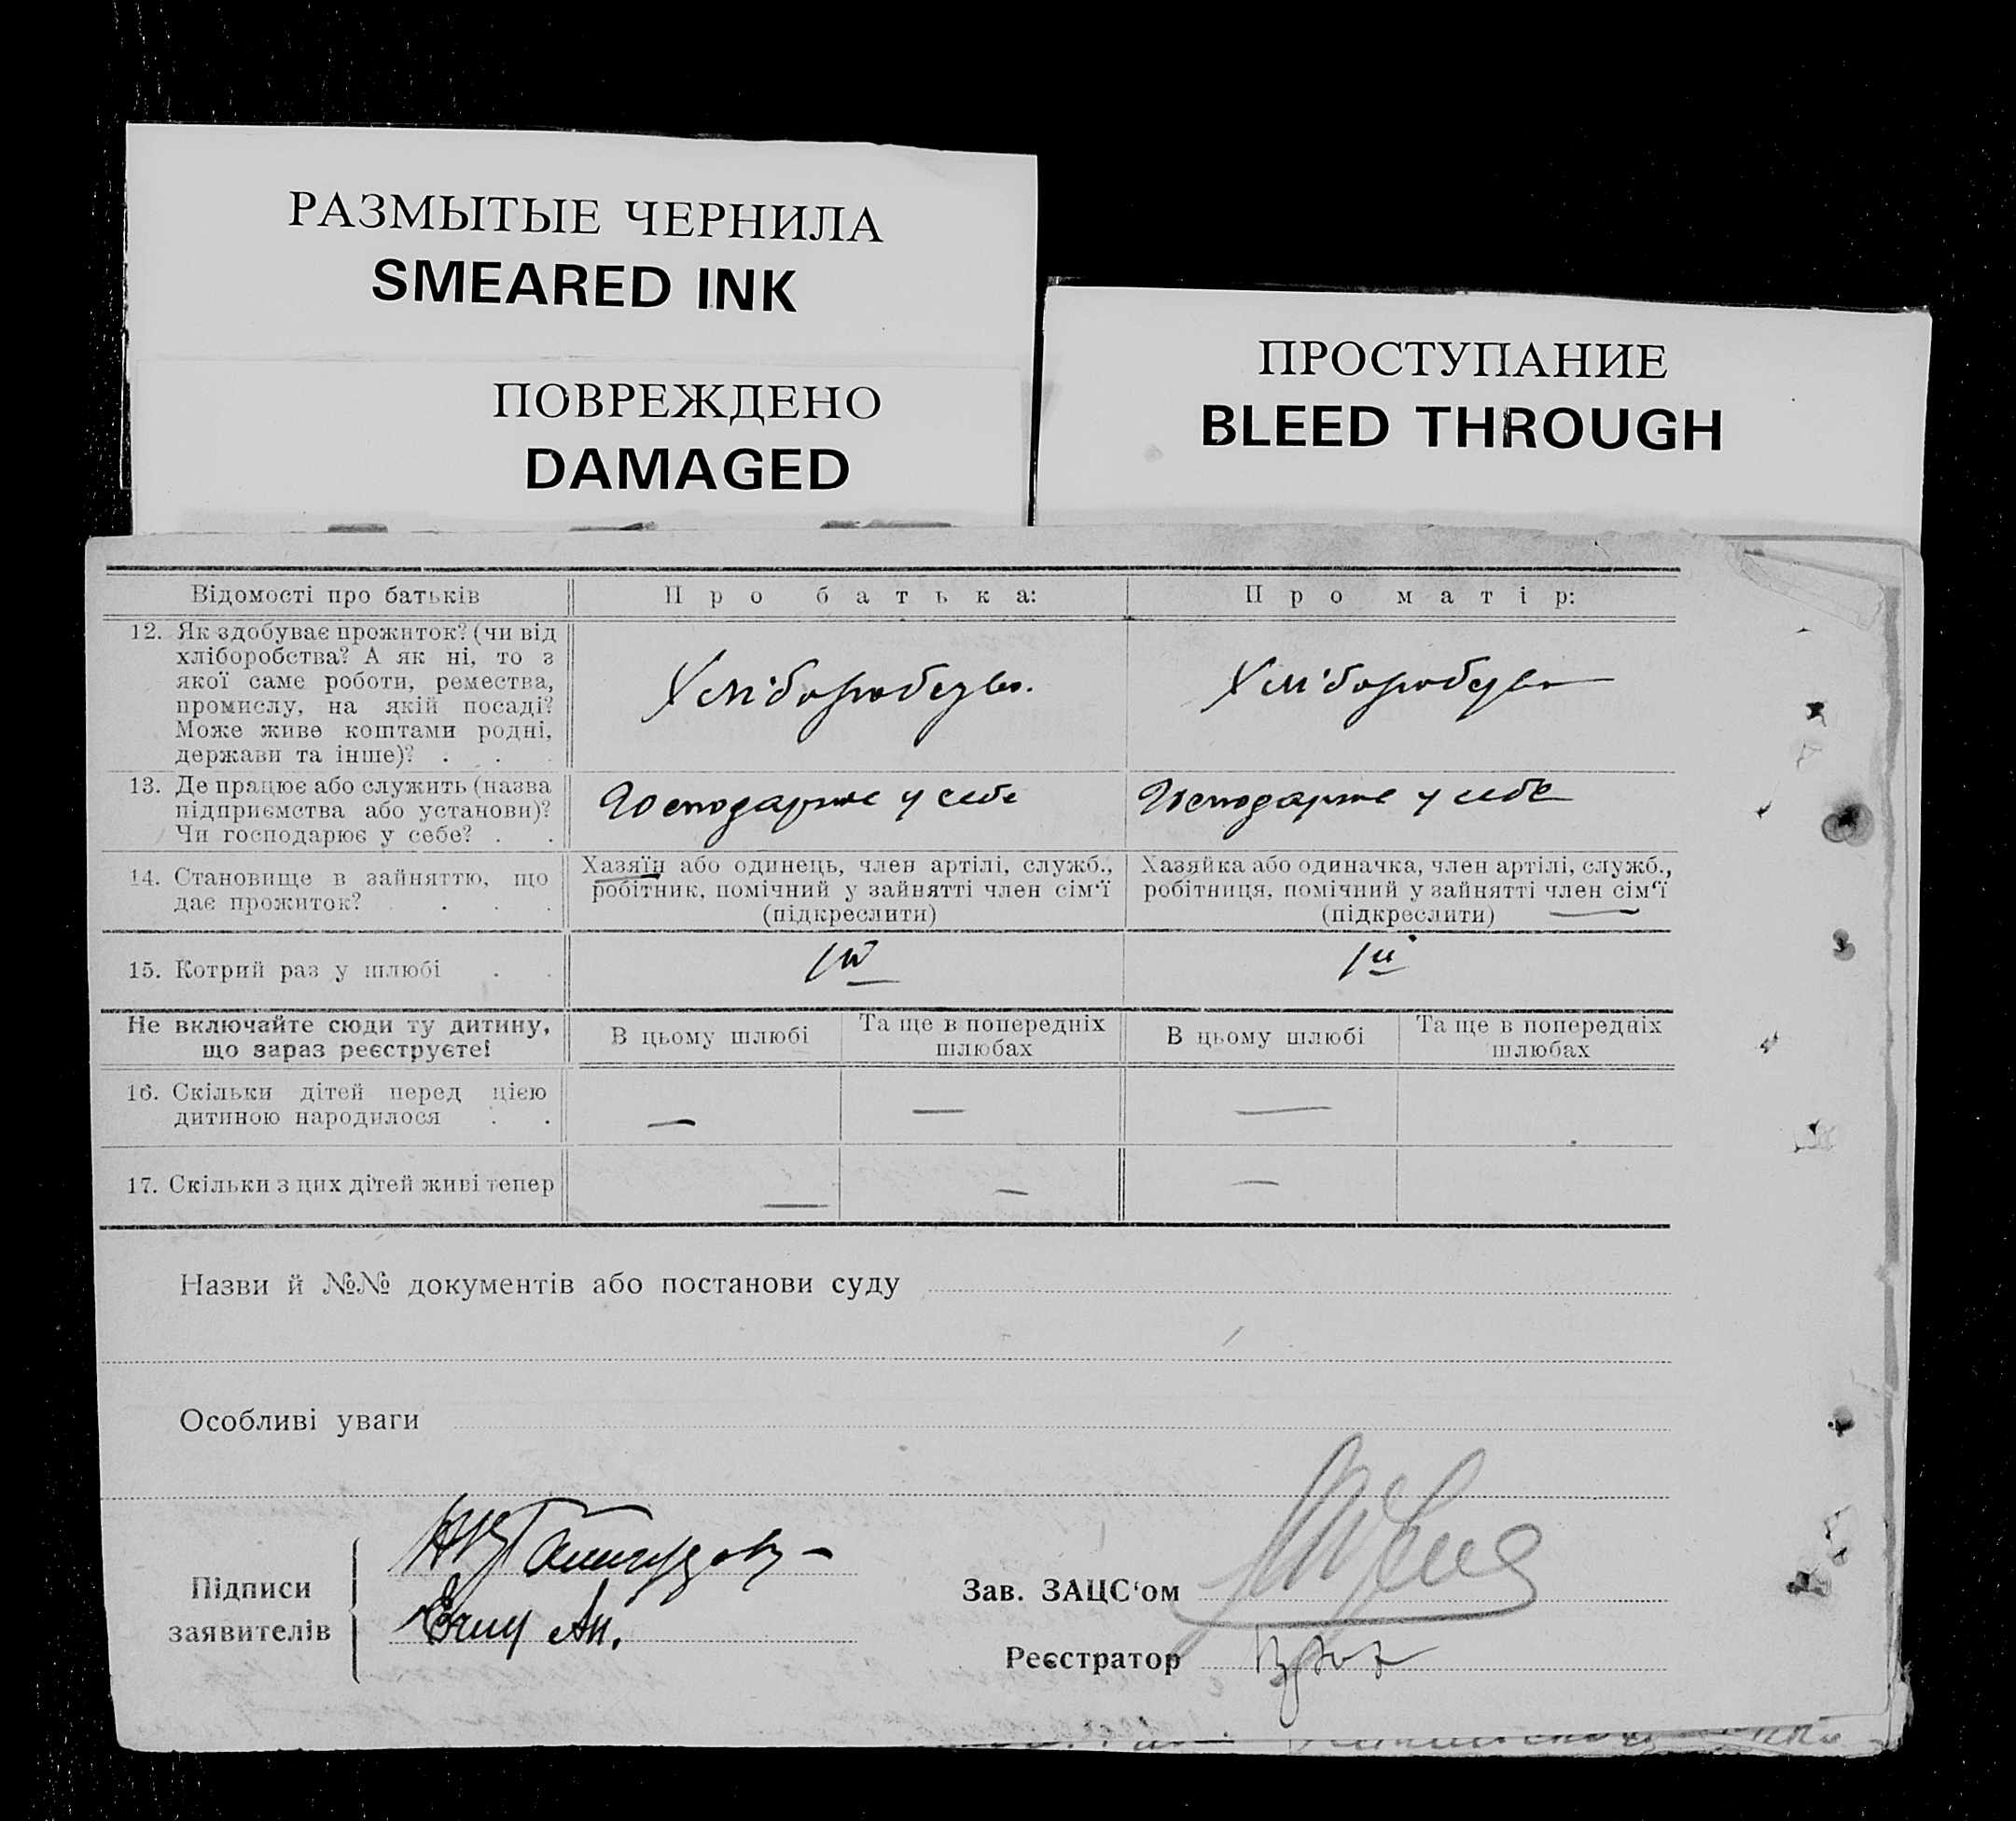 РАЗМЫТЫЕ ЧЕРНИЛА
SMEARED INK
ПОВРЕЖДЕНО
DAMAGED
ПРОСТУПАНИЕ
BLEED THROUGH
Відомості про батьків
Про батька:
Про матір:
12. Як здобуває прожиток? (чи від
хліборобства? А як ні, то з
якої саме роботи, ремества,
промислу, на якій посаді?
Може живе коштами родні,
держави та інше)? . . .
Хліборобство.
Хліборобство
13. Де працює або служить (назва
підприємства або установи)?
Чи господарює у себе? . .
Господарює у себе
Господарює у себе
14. Становище в зайняттю, що
дає прожиток? . . . .
Хазяїн або одинець, член артілі, служб.,
робітник, помічний у зайнятті член сім'ї
(підкреслити)
Хазяйка або одиначка, член артілі, служб.,
робітниця, помічний у зайнятті член сім'ї
(підкреслити)
15. Котрий раз у шлюбі . .
1й
1й
Не включайте сюди ту дитину,
що зараз реєструєте!
В цьому шлюбі
Та ще в попередніх
шлюбах
В цьому шлюбі
Та ще в попередніх
шлюбах
16. Скільки дітей перед цією
дитиною народилося . .
— — —
17. Скільки з цих дітей живі тепер
— — —
Назви й №№ документів або постанови суду
Особливі уваги
Підписи
заявителів
Зав. ЗАЦС'ом
Реєстратор